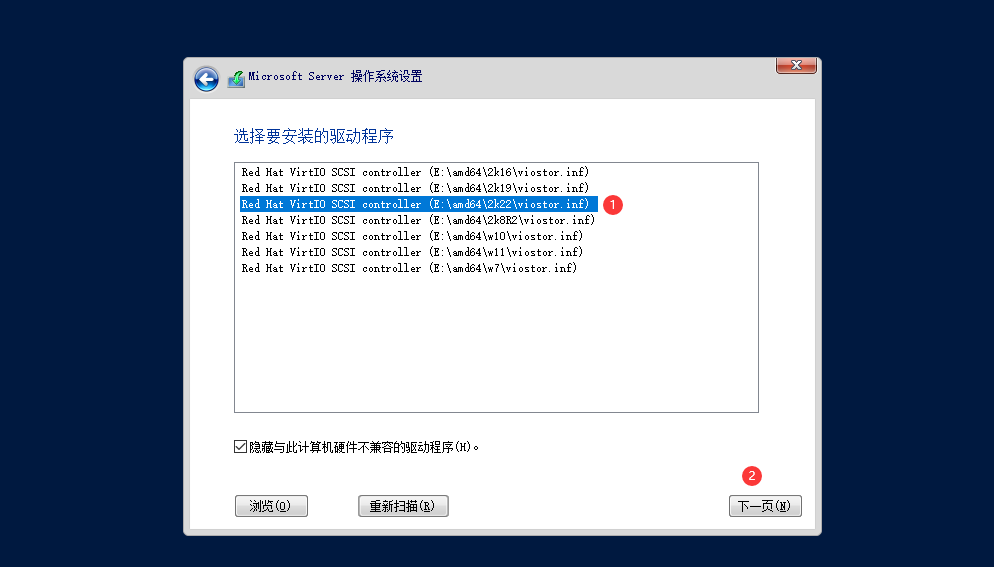 Microsoft Server 操作系统设置
选择要安装的驱动程序
Red Hat VirtIO SCSI controller (E:\amd64\2k16\viostor.inf)
Red Hat VirtIO SCSI controller (E:\amd64\2k19\viostor.inf)
Red Hat VirtIO SCSI controller (E:\amd64\2k22\viostor.inf) 1
Red Hat VirtIO SCSI controller (E:\amd64\2k8R2\viostor.inf)
Red Hat VirtIO SCSI controller (E:\amd64\w10\viostor.inf)
Red Hat VirtIO SCSI controller (E:\amd64\w11\viostor.inf)
Red Hat VirtIO SCSI controller (E:\amd64\w7\viostor.inf)
隐藏与此计算机硬件不兼容的驱动程序(H)。
2
浏览(O) 重新扫描(R) 下一页(N)